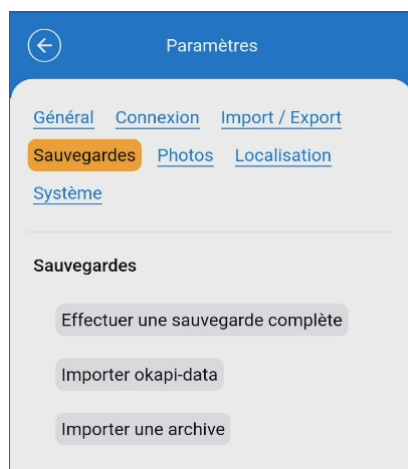 Paramètres
Général Connexion Import / Export
Sauvegardes Photos Localisation
Système
Sauvegardes
Effectuer une sauvegarde complète
Importer okapi-data
Importer une archive